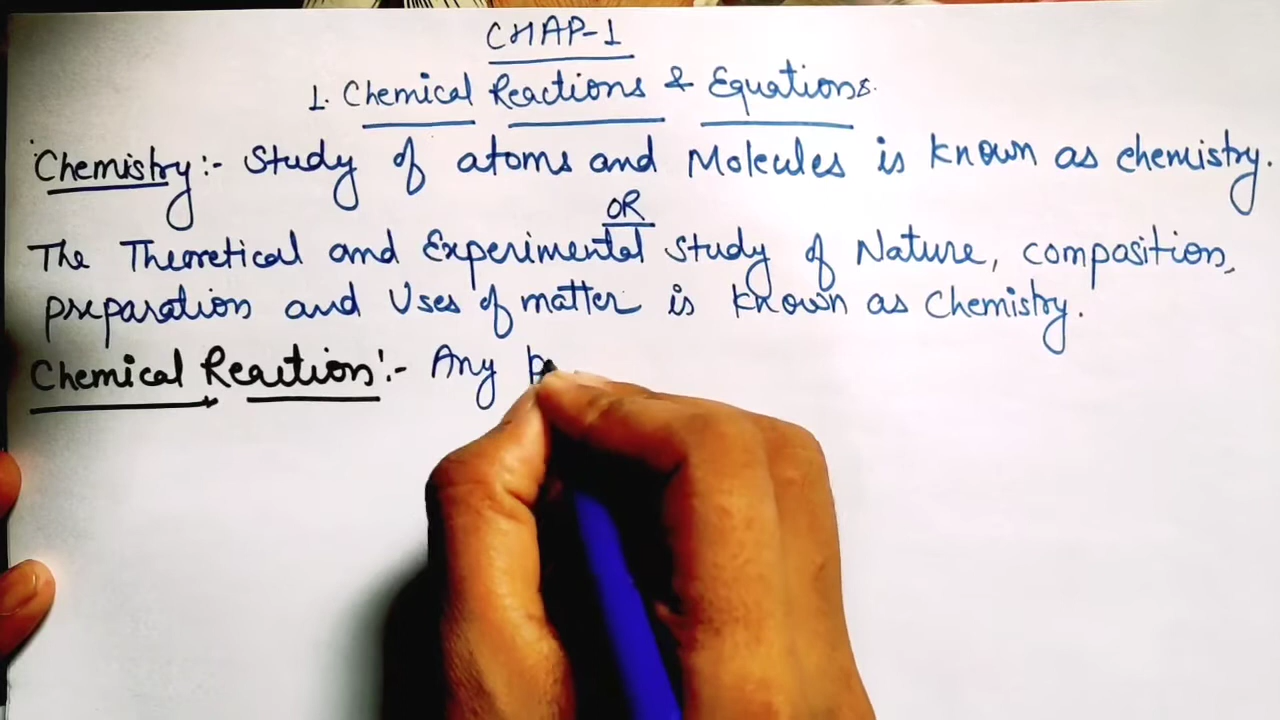 CHAP-1
1. Chemical Reactions & Equations.
Chemistry:- Study of atoms and Molecules is known as chemistry.
OR
The Theoretical and Experimental study of Nature, composition,
preparation and Uses of matter is known as Chemistry.
Chemical Reaction:- Any